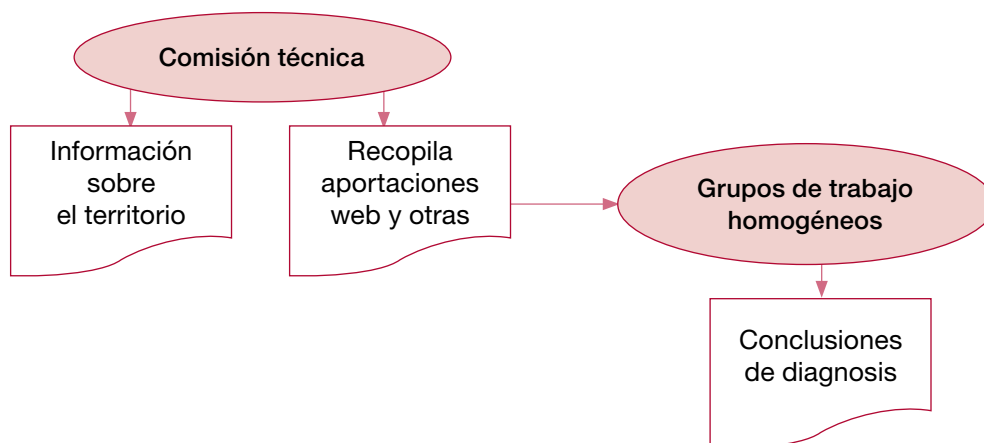 Comisión técnica
Información
sobre
el territorio
Recopila
aportaciones
web y otras
Grupos de trabajo
homogéneos
Conclusiones
de diagnosis